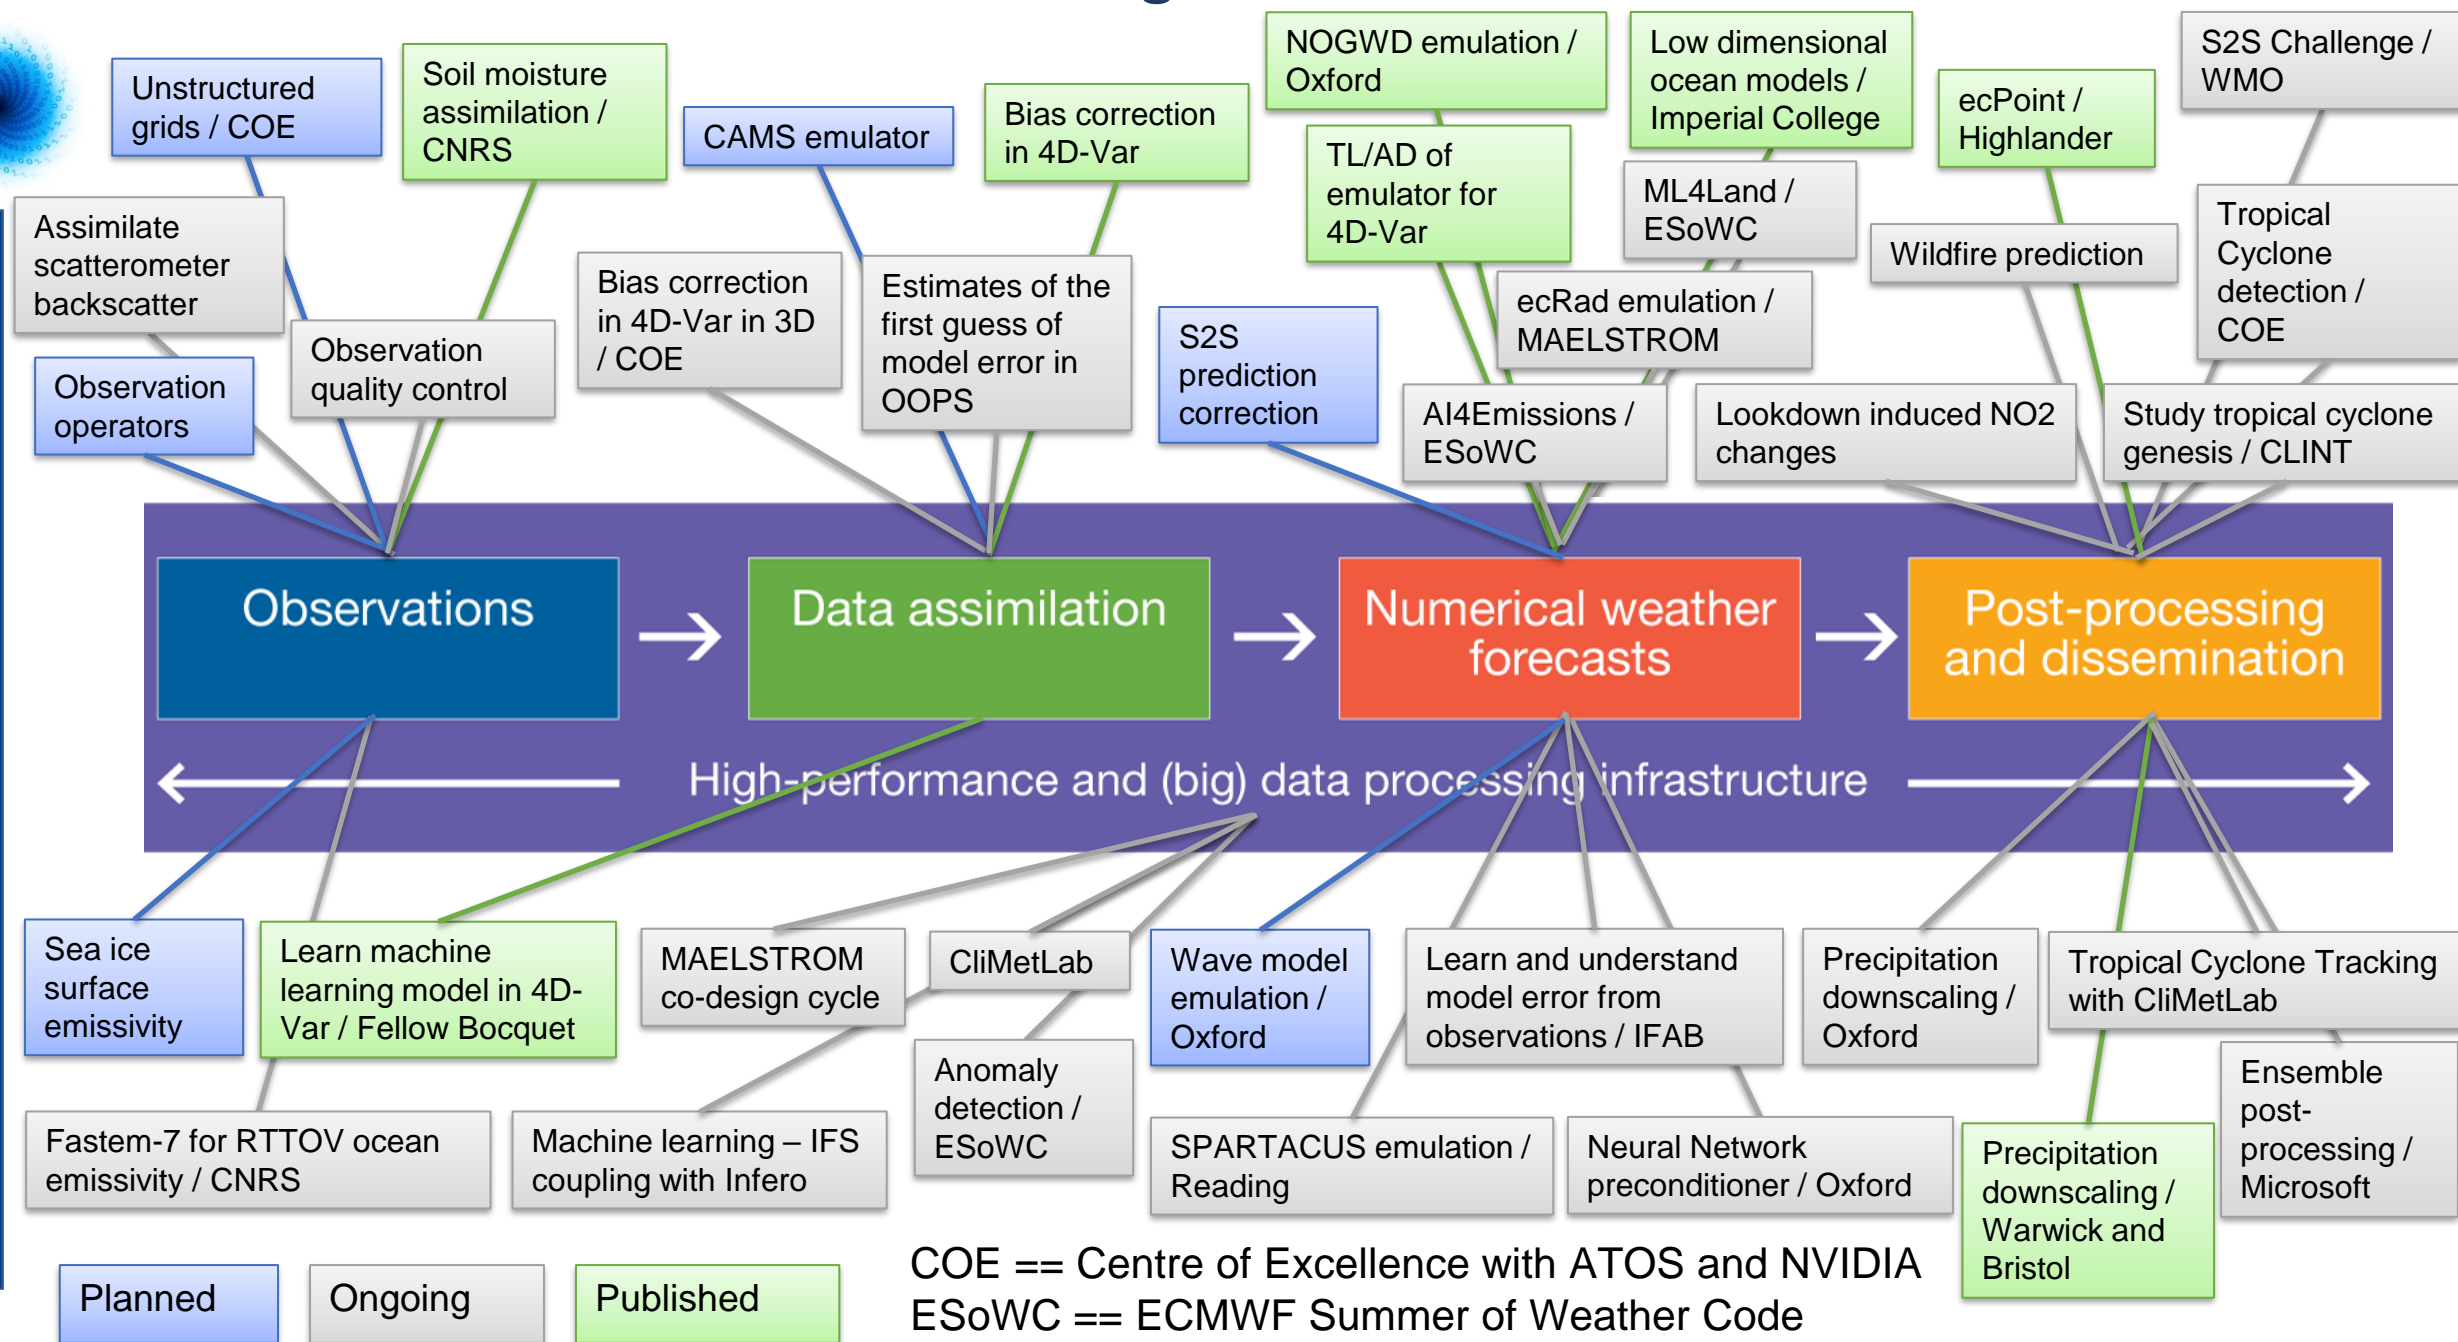 Unstructured
grids / COE
Soil moisture
assimilation /
CNRS
CAMS emulator
Bias correction
in 4D-Var
NOGWD emulation /
Oxford
Low dimensional
ocean models /
Imperial College
ecPoint /
Highlander
S2S Challenge /
WMO
Assimilate
scatterometer
backscatter
Bias correction
in 4D-Var in 3D
/ COE
Estimates of the
first guess of
model error in
OOPS
TL/AD of
emulator for
4D-Var
ML4Land /
ESoWC
Wildfire prediction
Tropical
Cyclone
detection /
COE
Observation
operators
Observation
quality control
S2S
prediction
correction
ecRad emulation /
MAELSTROM
AI4Emissions /
ESoWC
Lookdown induced NO2
changes
Study tropical cyclone
genesis / CLINT
Observations
Data assimilation
Numerical weather
forecasts
Post-processing
and dissemination
High-performance and (big) data processing infrastructure
Sea ice
surface
emissivity
Learn machine
learning model in 4D-
Var / Fellow Bocquet
MAELSTROM
co-design cycle
CliMetLab
Wave model
emulation /
Oxford
Learn and understand
model error from
observations / IFAB
Precipitation
downscaling /
Oxford
Tropical Cyclone Tracking
with CliMetLab
Fastem-7 for RTTOV ocean
emissivity / CNRS
Machine learning – IFS
coupling with Infero
Anomaly
detection /
ESoWC
SPARTACUS emulation /
Reading
Neural Network
preconditioner / Oxford
Precipitation
downscaling /
Warwick and
Bristol
Ensemble
post-
processing /
Microsoft
Planned
Ongoing
Published
COE == Centre of Excellence with ATOS and NVIDIA
ESoWC == ECMWF Summer of Weather Code